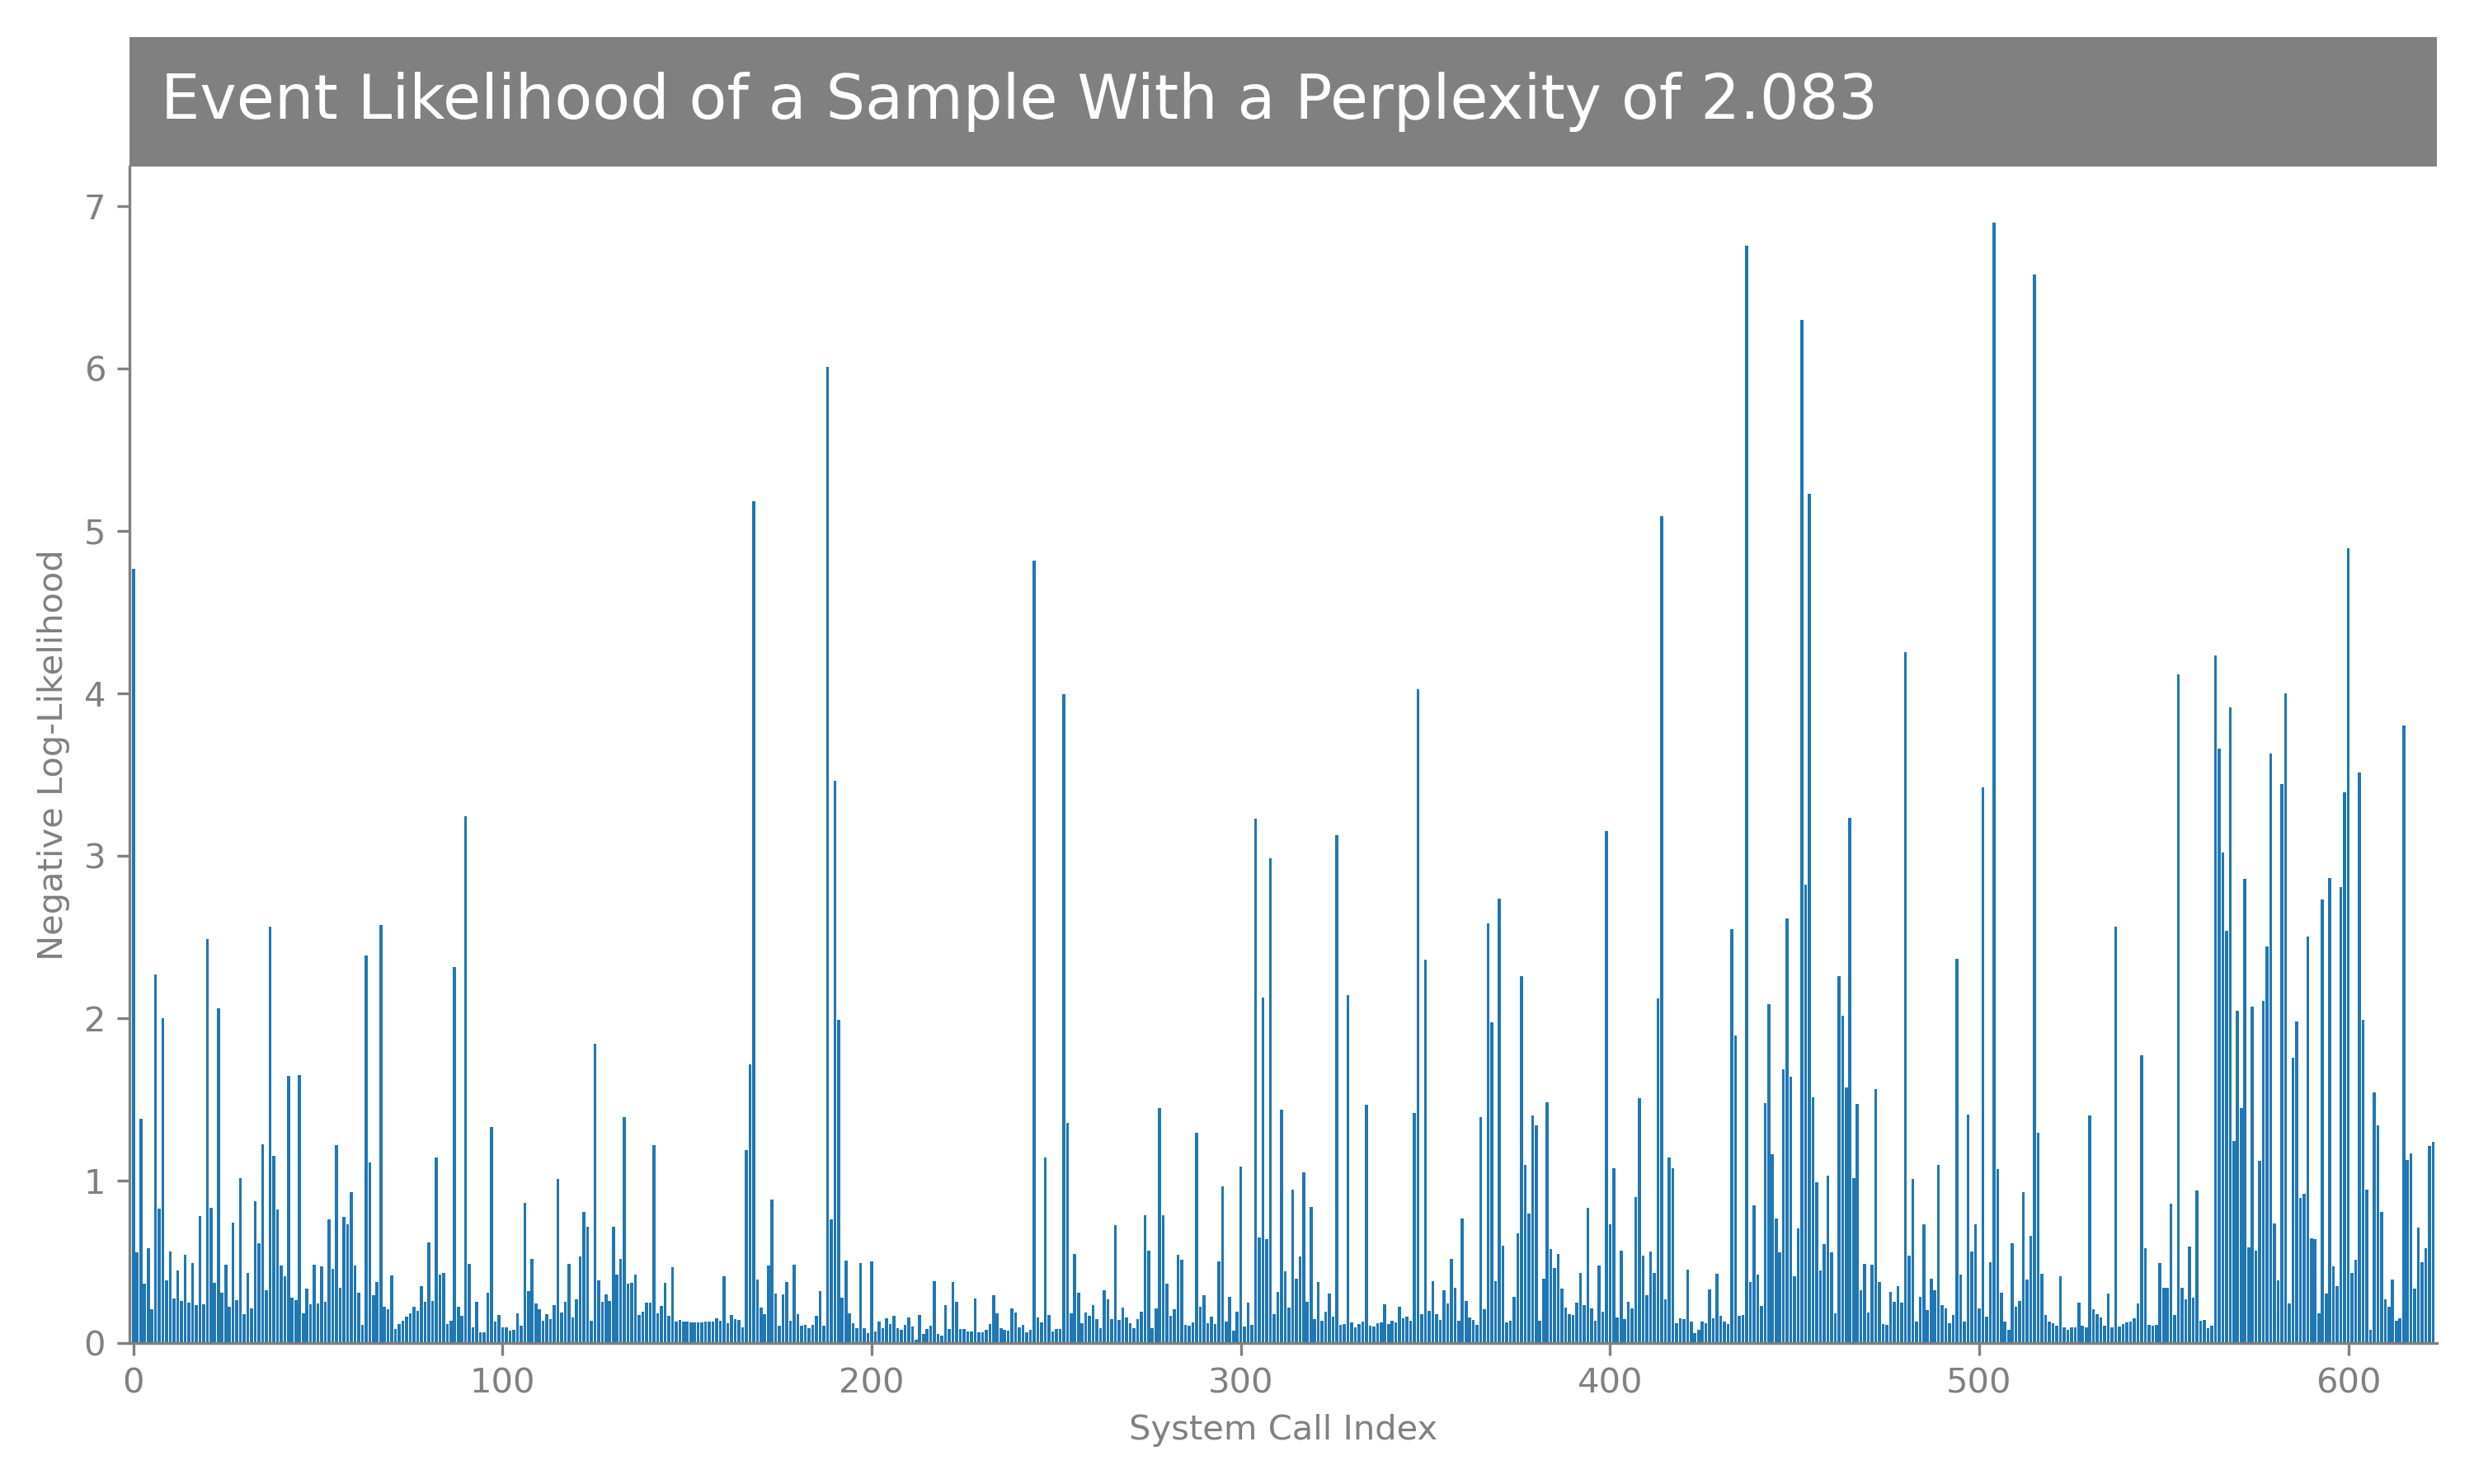 Event Likelihood of a Sample With a Perplexity of 2.083
7
6
5
4
3
2
1
0
Negative Log-Likelihood
0 100 200 300 400 500 600
System Call Index